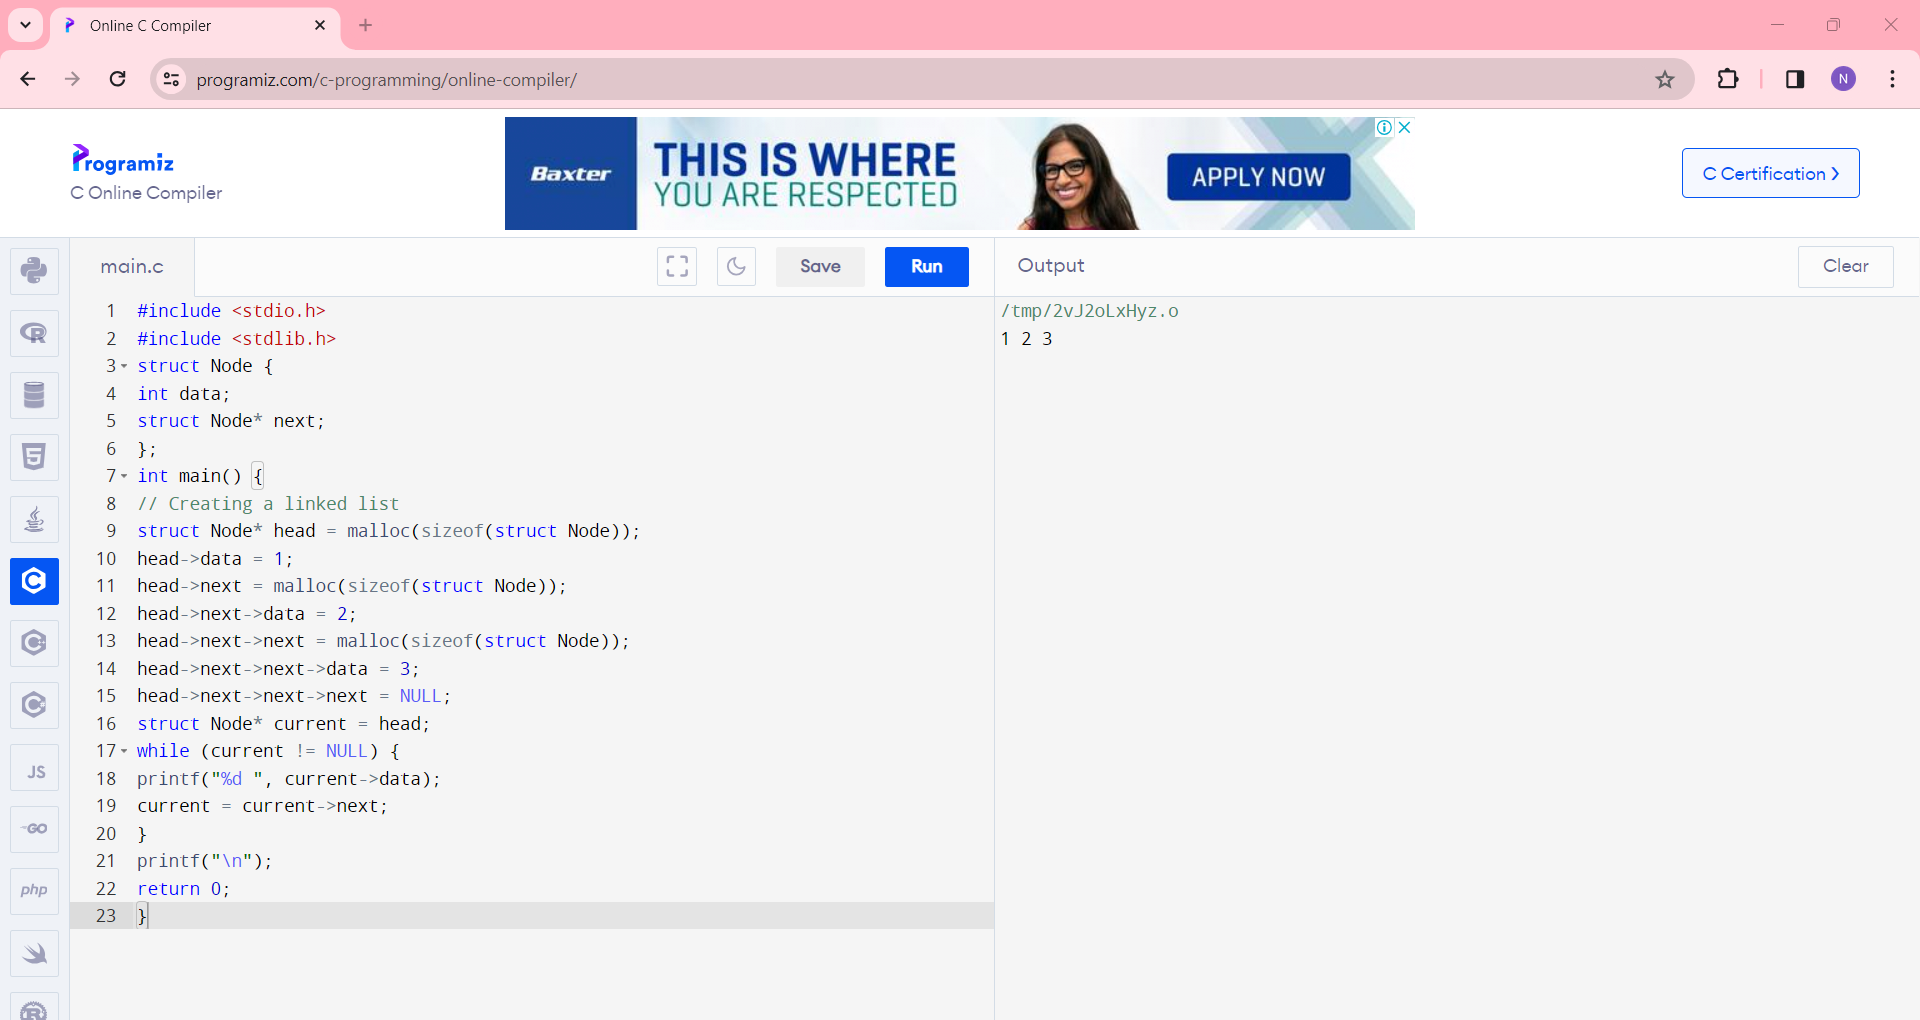 Online C Compiler
programiz.com/c-programming/online-compiler/
N
Programiz
C Online Compiler
Baxter
THIS IS WHERE
YOU ARE RESPECTED
APPLY NOW
C Certification
main.c
Save
Run
Output
Clear
1 #include <stdio.h>
2 #include <stdlib.h>
3 struct Node {
4 int data;
5 struct Node* next;
6 };
7 int main() {
8 // Creating a linked list
9 struct Node* head = malloc(sizeof(struct Node));
10 head->data = 1;
11 head->next = malloc(sizeof(struct Node));
12 head->next->data = 2;
13 head->next->next = malloc(sizeof(struct Node));
14 head->next->next->data = 3;
15 head->next->next->next = NULL;
16 struct Node* current = head;
17 while (current != NULL) {
18 printf("%d ", current->data);
19 current = current->next;
20 }
21 printf("\n");
22 return 0;
23 }
/tmp/2vJ2oLxHyz.o
1 2 3
R
5
C
C
C
JS
GO
php
R